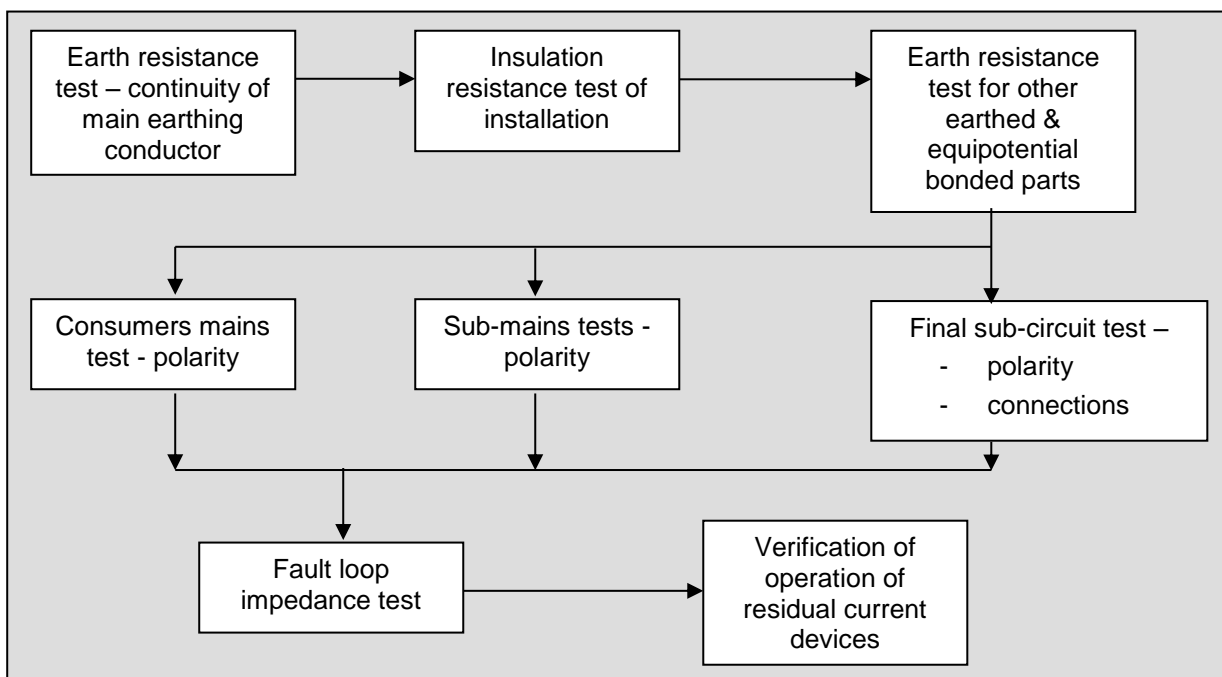 Earth resistance
test – continuity of
main earthing
conductor
Insulation
resistance test of
installation
Earth resistance
test for other
earthed &
equipotential
bonded parts
Consumers mains
test - polarity
Sub-mains tests -
polarity
Final sub-circuit test –
- polarity
- connections
Fault loop
impedance test
Verification of
operation of
residual current
devices